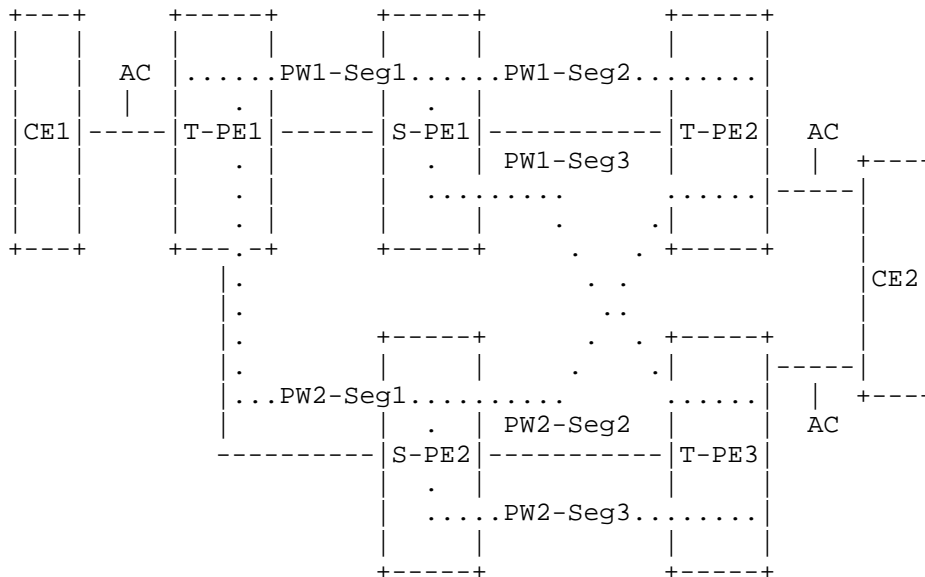 AC PW1-Seg1 PW1-Seg2
CE1 T-PE1 S-PE1 T-PE2 AC
PW1-Seg3
CE2
PW2-Seg1
PW2-Seg2 AC
S-PE2 T-PE3
PW2-Seg3